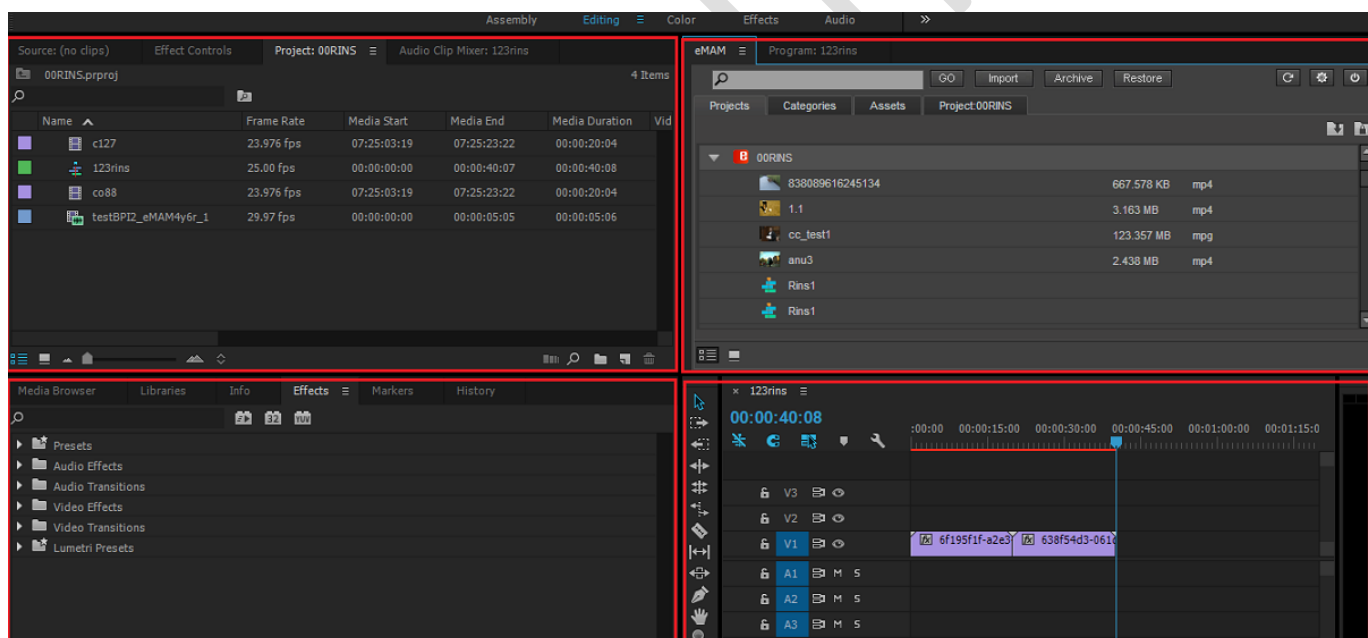 Assembly Editing Color Effects Audio
Source: (no clips) Effect Controls Project: 00RINS Audio Clip Mixer: 123rins
00RINS.prproj 4 Items
Name Frame Rate Media Start Media End Media Duration Vid
c127 23.976 fps 07:25:03:19 07:25:23:22 00:00:20:04
123rins 25.00 fps 00:00:00:00 00:00:40:07 00:00:40:08
co88 23.976 fps 07:25:03:19 07:25:23:22 00:00:20:04
testBPI2_eMAM4y6r_1 29.97 fps 00:00:00:00 00:00:05:05 00:00:05:06
eMAM Program: 123rins
GO Import Archive Restore
Projects Categories Assets Project:00RINS
B 00RINS
838089616245134 667.578 KB mp4
1.1 3.163 MB mp4
cc_test1 123.357 MB mpg
anu3 2.438 MB mp4
Rins1
Rins1
Media Browser Libraries Info Effects Markers History
32 YUV
Presets
Audio Effects
Audio Transitions
Video Effects
Video Transitions
Lumetri Presets
× 123rins
00:00:40:08
:00:00 00:00:15:00 00:00:30:00 00:00:45:00 00:01:00:00 00:01:15:0
V3
V2
V1 fx 6f195f1f-a2e3 fx 638f54d3-061
A1 M S
A2 M S
A3 M S